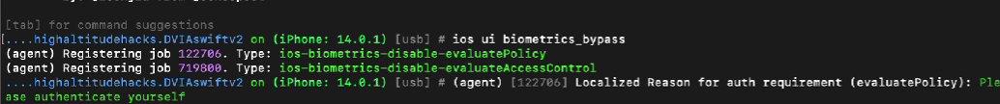 [tab] for command suggestions
[....highaltitudehacks.DVIAswiftv2 on (iPhone: 14.0.1) [usb] # ios ui biometrics_bypass
(agent) Registering job 122706. Type: ios-biometrics-disable-evaluatePolicy
(agent) Registering job 719800. Type: ios-biometrics-disable-evaluateAccessControl
....highaltitudehacks.DVIAswiftv2 on (iPhone: 14.0.1) [usb] # (agent) [122706] Localized Reason for auth requirement (evaluatePolicy): Ple
ase authenticate yourself